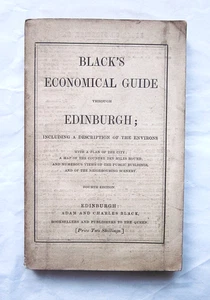 BLACK'S
ECONOMICAL GUIDE
THROUGH
EDINBURGH;
INCLUDING A DESCRIPTION OF THE ENVIRONS
WITH A PLAN OF THE CITY,
A MAP OF THE COUNTRY TEN MILES ROUND,
AND NUMEROUS VIEWS OF THE PUBLIC BUILDINGS,
AND OF THE NEIGHBOURING SCENERY
EDITION
EDINBURGH:
ADAM AND CHARLES BLACK,
BOOKSELLERS AND PUBLISHERS TO THE QUEEN.
[Price Two Shillings.]